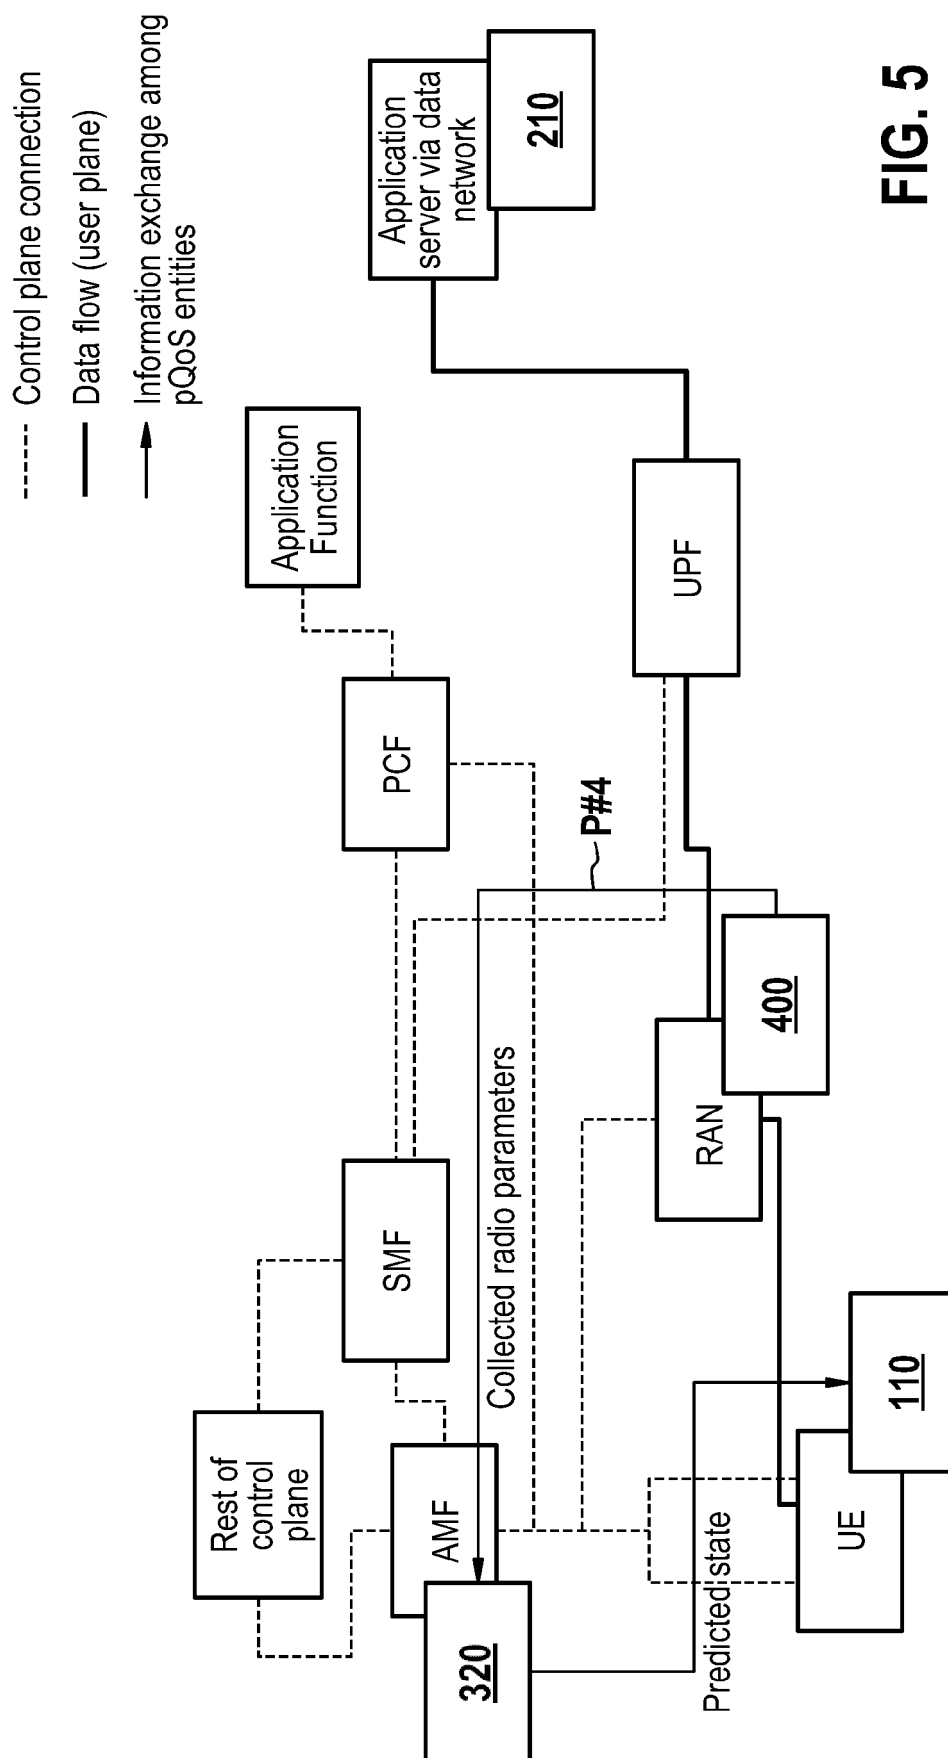 Control plane connection
Data flow (user plane)
Information exchange among
pQoS entities
Rest of
control
plane
Application
Function
Application
server via data
network
210
SMF
PCF
AMF
320
Collected radio parameters
P#4
UPF
RAN
400
Predicted state
UE
110
FIG. 5